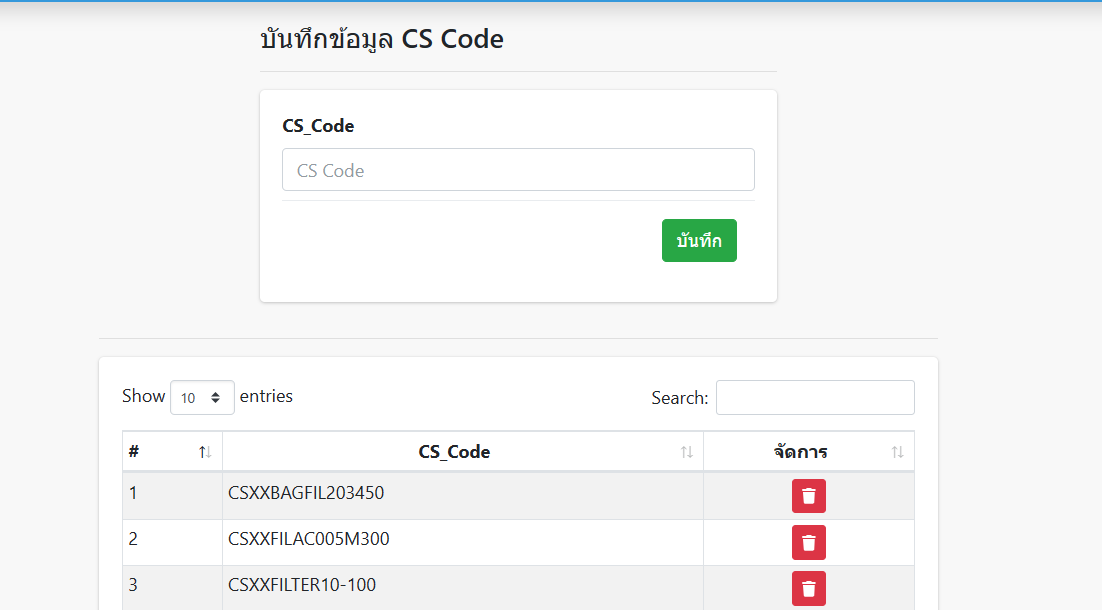 บันทึกข้อมูล CS Code
CS_Code
CS Code
บันทึก
Show 10 entries
Search:
# CS_Code จัดการ
1 CSXXBAGFIL203450
2 CSXXFILAC005M300
3 CSXXFILTER10-100